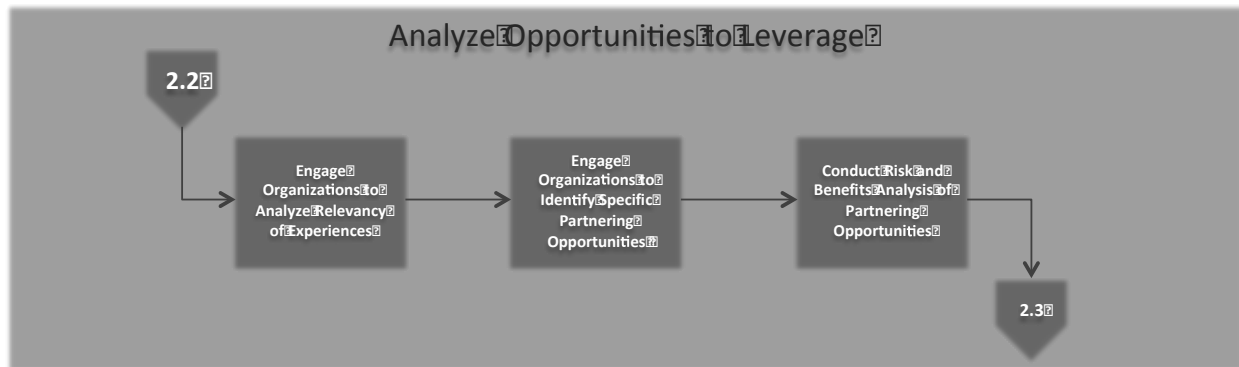 Analyze Opportunities to Leverage
2.2
Engage
Organizations to
Analyze Relevancy
of Experiences
Engage
Organizations to
Identify Specific
Partnering
Opportunities
Conduct Risk and
Benefits Analysis of
Partnering
Opportunities
2.3